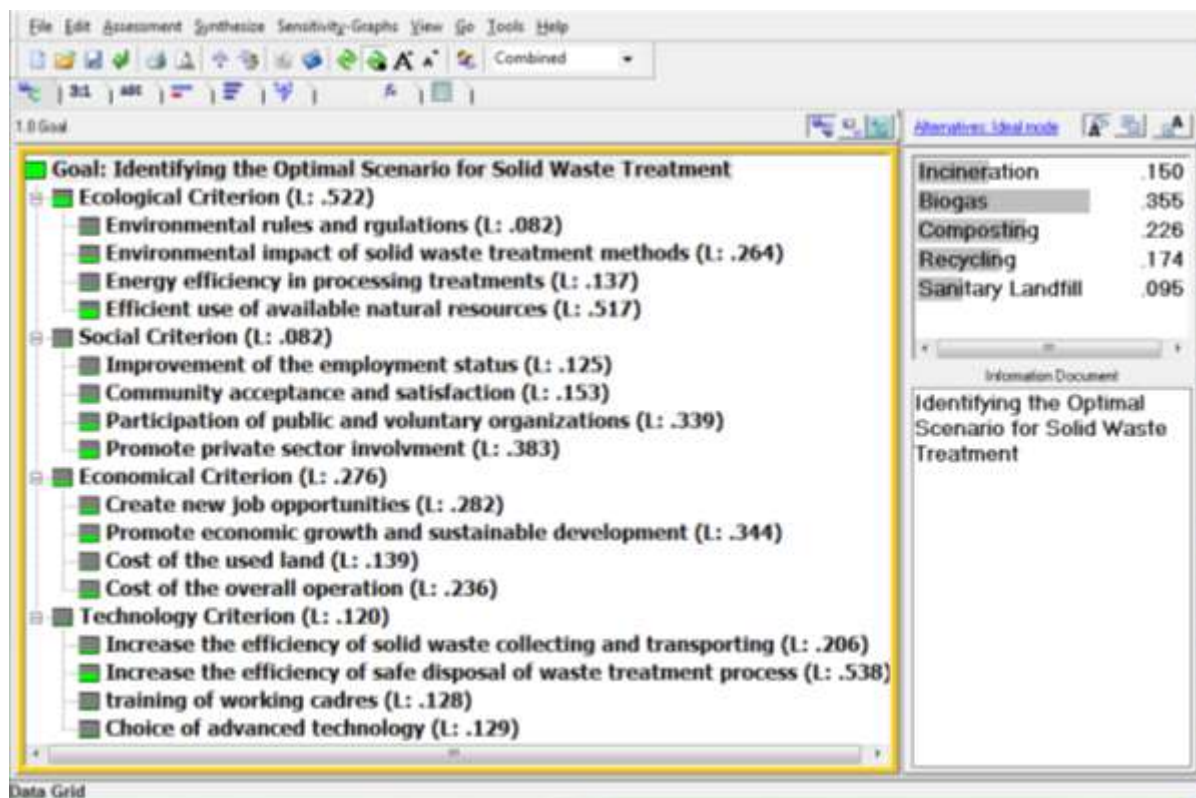 File Edit Assessment Synthesize Sensitivity-Graphs View Go Tools Help
Combined
3:1 ABC
1.0 Goal
Alternatives: Ideal mode
Goal: Identifying the Optimal Scenario for Solid Waste Treatment
Ecological Criterion (L: .522)
Environmental rules and rgulations (L: .082)
Environmental impact of solid waste treatment methods (L: .264)
Energy efficiency in processing treatments (L: .137)
Efficient use of available natural resources (L: .517)
Social Criterion (L: .082)
Improvement of the employment status (L: .125)
Community acceptance and satisfaction (L: .153)
Participation of public and voluntary organizations (L: .339)
Promote private sector involvment (L: .383)
Economical Criterion (L: .276)
Create new job opportunities (L: .282)
Promote economic growth and sustainable development (L: .344)
Cost of the used land (L: .139)
Cost of the overall operation (L: .236)
Technology Criterion (L: .120)
Increase the efficiency of solid waste collecting and transporting (L: .206)
Increase the efficiency of safe disposal of waste treatment process (L: .538)
training of working cadres (L: .128)
Choice of advanced technology (L: .129)
Incineration .150
Biogas .355
Composting .226
Recycling .174
Sanitary Landfill .095
Information Document
Identifying the Optimal
Scenario for Solid Waste
Treatment
Data Grid